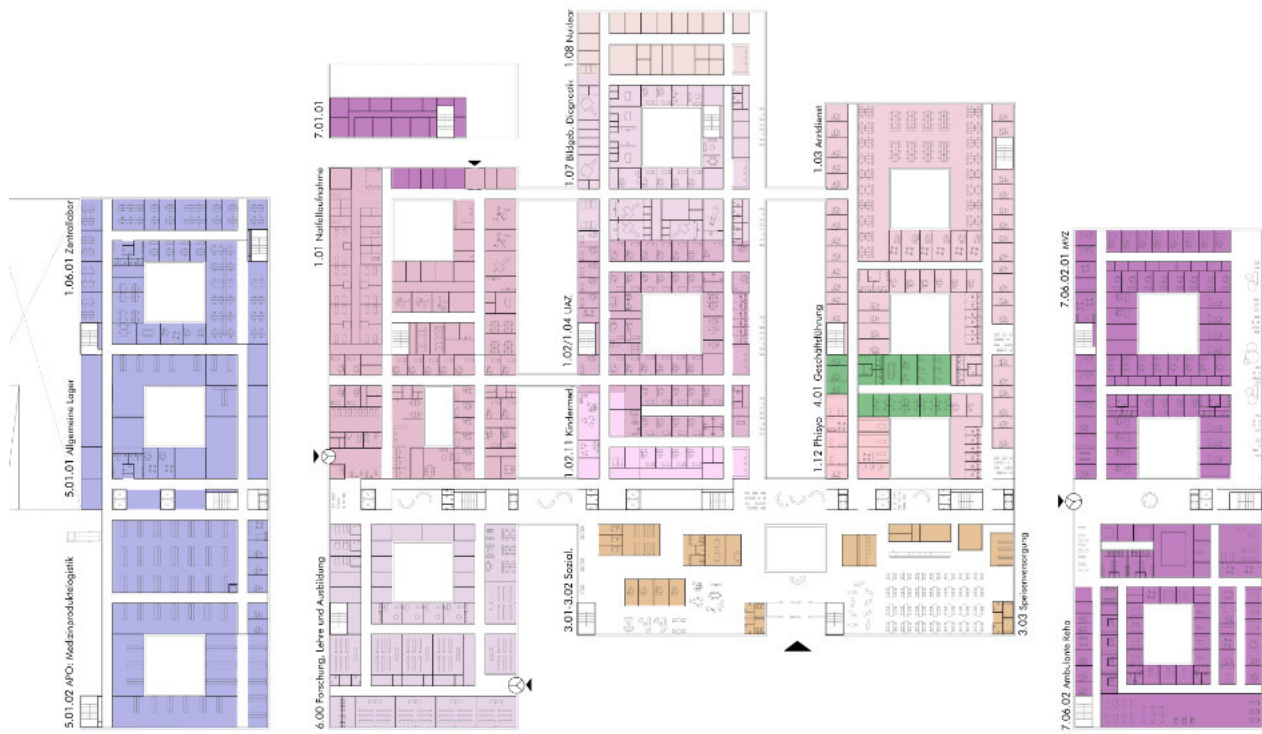 1.06.01 Zentrallabor
5.01.01 Allgemeine Lager
5.01.02 APO: Medizinproduktelogistik
7.01.01
1.01 Notfallaufnahme
6.00 Forschung, Lehre und Ausbildung
1.08 Nuklear
1.07 Bildgeb. Diagnostik
1.02/1.04 UAZ
1.02.11 Kindermed.
3.01-3.02 Sozial.
1.03 Arztdienst
4.01 Geschäftsführung
1.12 Phisyo
3.03 Speisenversorgung
7.06.02.01 MVZ
7.06.02 Ambulante Reha